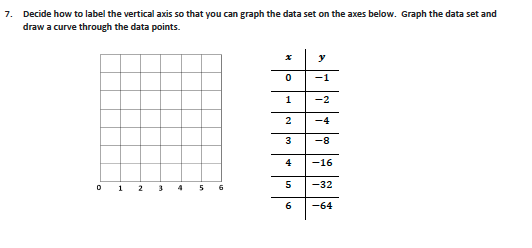 7. Decide how to label the vertical axis so that you can graph the data set on the axes below. Graph the data set and
draw a curve through the data points.
x y
0 −1
1 −2
2 −4
3 −8
4 −16
5 −32
6 −64
0 1 2 3 4 5 6